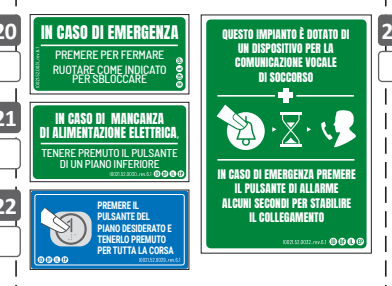 20
IN CASO DI EMERGENZA
PREMERE PER FERMARE
RUOTARE COME INDICATO
PER SBLOCCARE
21
IN CASO DI MANCANZA
DI ALIMENTAZIONE ELETTRICA,
TENERE PREMUTO IL PULSANTE
DI UN PIANO INFERIORE
22
PREMERE IL
PULSANTE DEL
PIANO DESIDERATO E
TENERLO PREMUTO
PER TUTTA LA CORSA
QUESTO IMPIANTO È DOTATO DI
UN DISPOSITIVO PER LA
COMUNICAZIONE VOCALE
DI SOCCORSO
IN CASO DI EMERGENZA PREMERE
IL PULSANTE DI ALLARME
ALCUNI SECONDI PER STABILIRE
IL COLLEGAMENTO
2